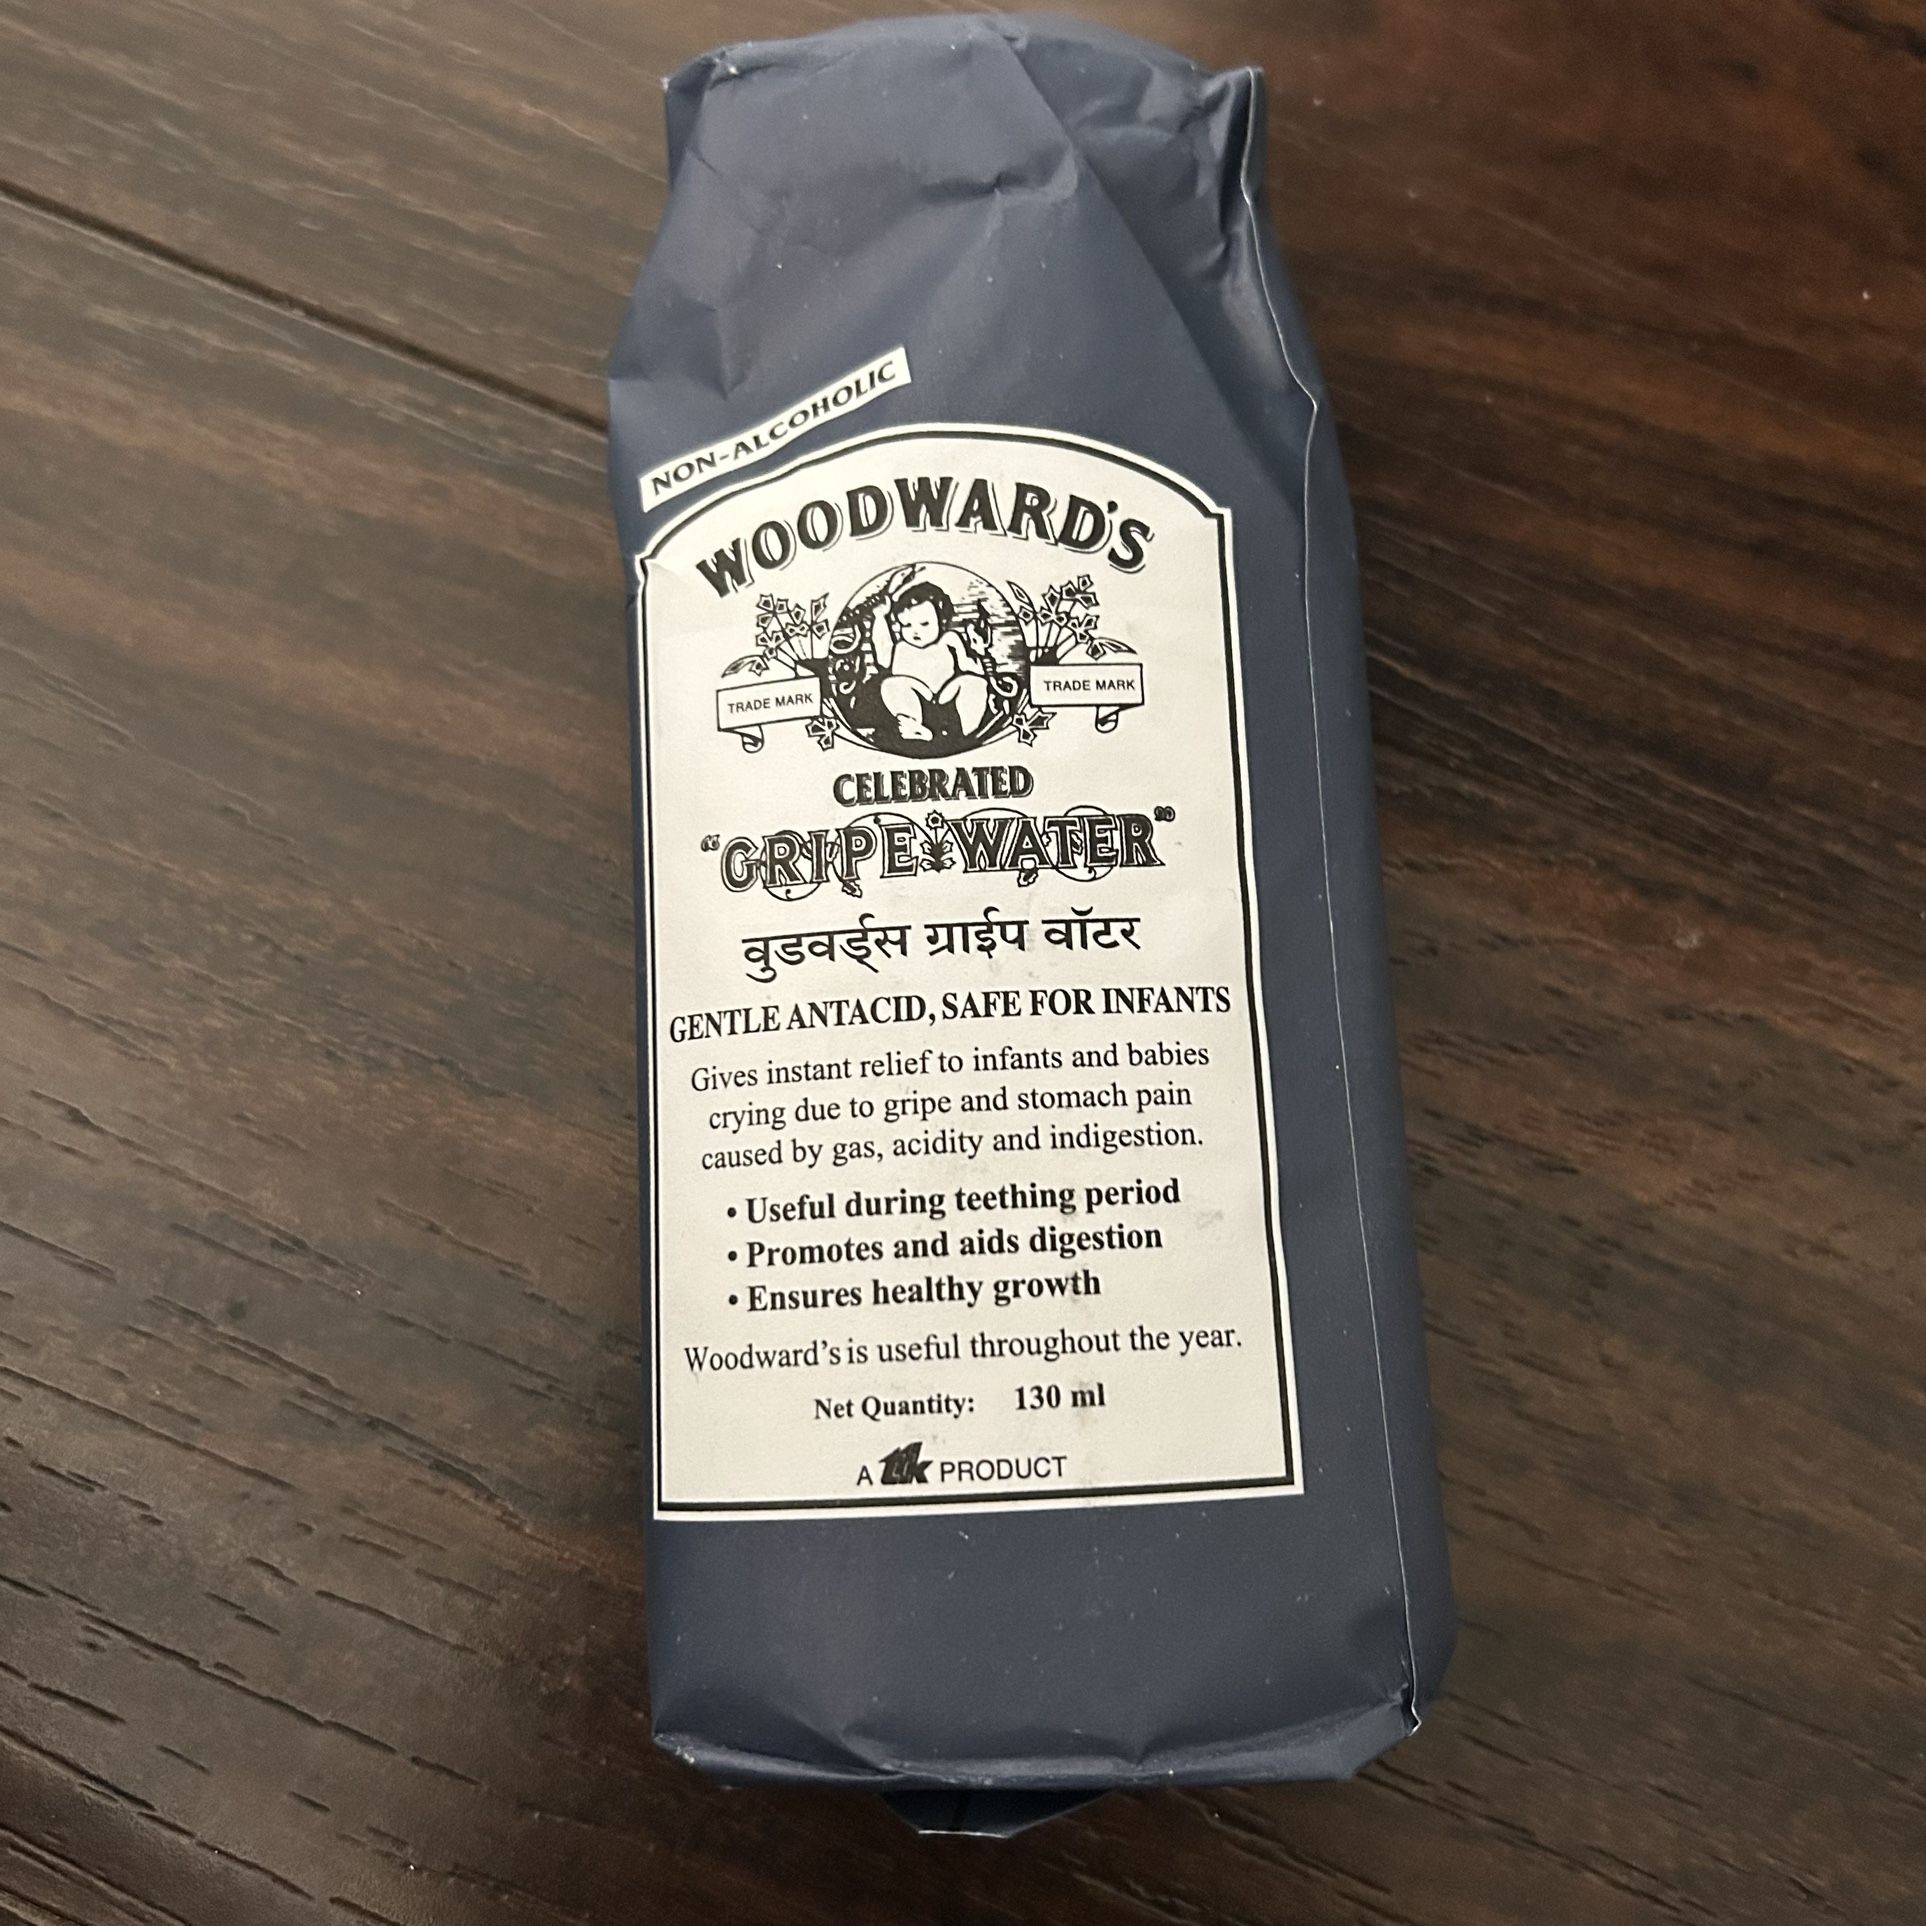 NON-ALCOHOLIC
WOODWARD'S
TRADE MARK
TRADE MARK
CELEBRATED
"GRIPE WATER"
वुडवर्ड्स ग्राईप वॉटर
GENTLE ANTACID, SAFE FOR INFANTS
Gives instant relief to infants and babies
crying due to gripe and stomach pain
caused by gas, acidity and indigestion.
• Useful during teething period
• Promotes and aids digestion
• Ensures healthy growth
Woodward's is useful throughout the year.
Net Quantity: 130 ml
A ttk PRODUCT